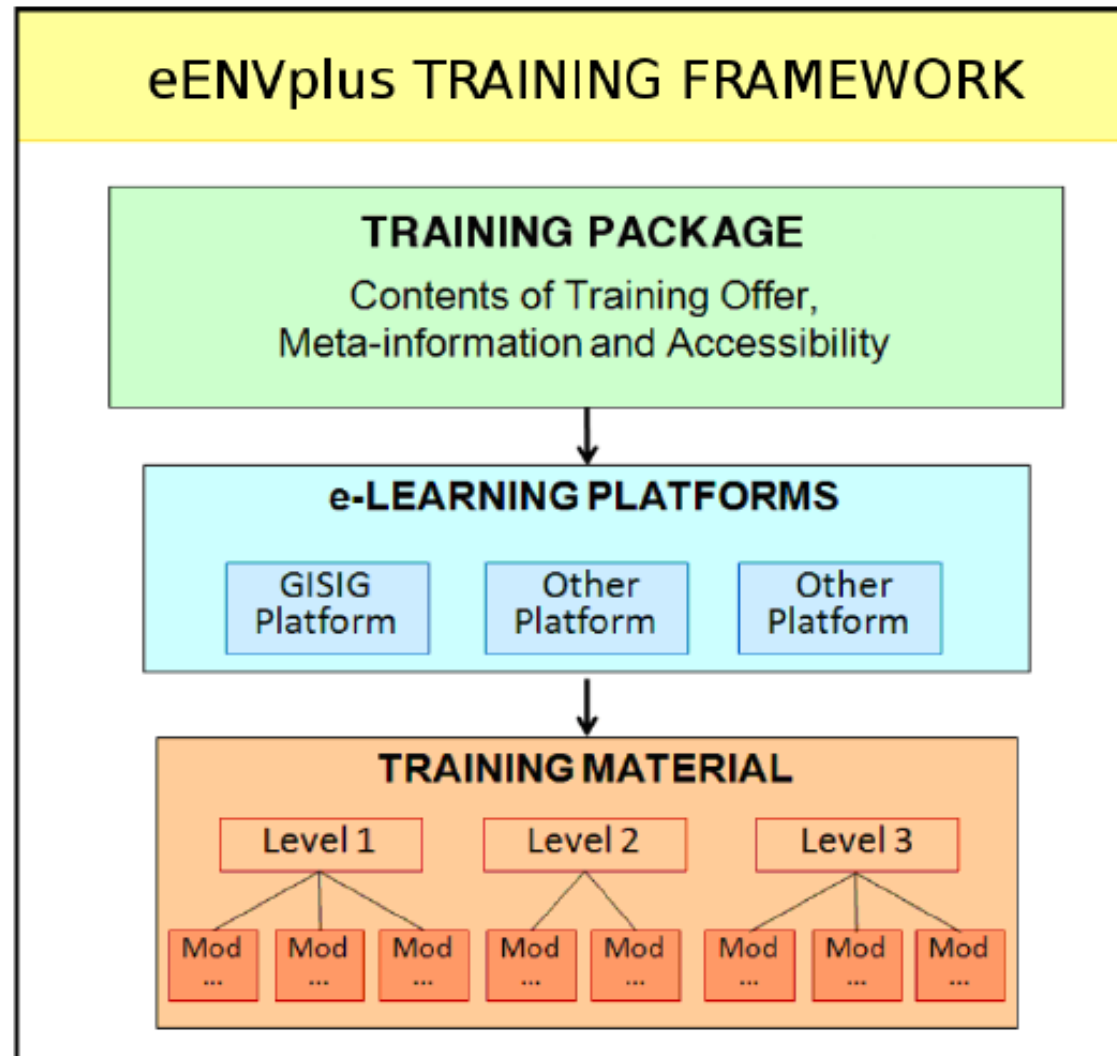 eENVplus TRAINING FRAMEWORK
TRAINING PACKAGE
Contents of Training Offer,
Meta-information and Accessibility
e-LEARNING PLATFORMS
GISIG
Platform
Other
Platform
Other
Platform
TRAINING MATERIAL
Level 1
Level 2
Level 3
Mod
...
Mod
...
Mod
...
Mod
...
Mod
...
Mod
...
Mod
...
Mod
...